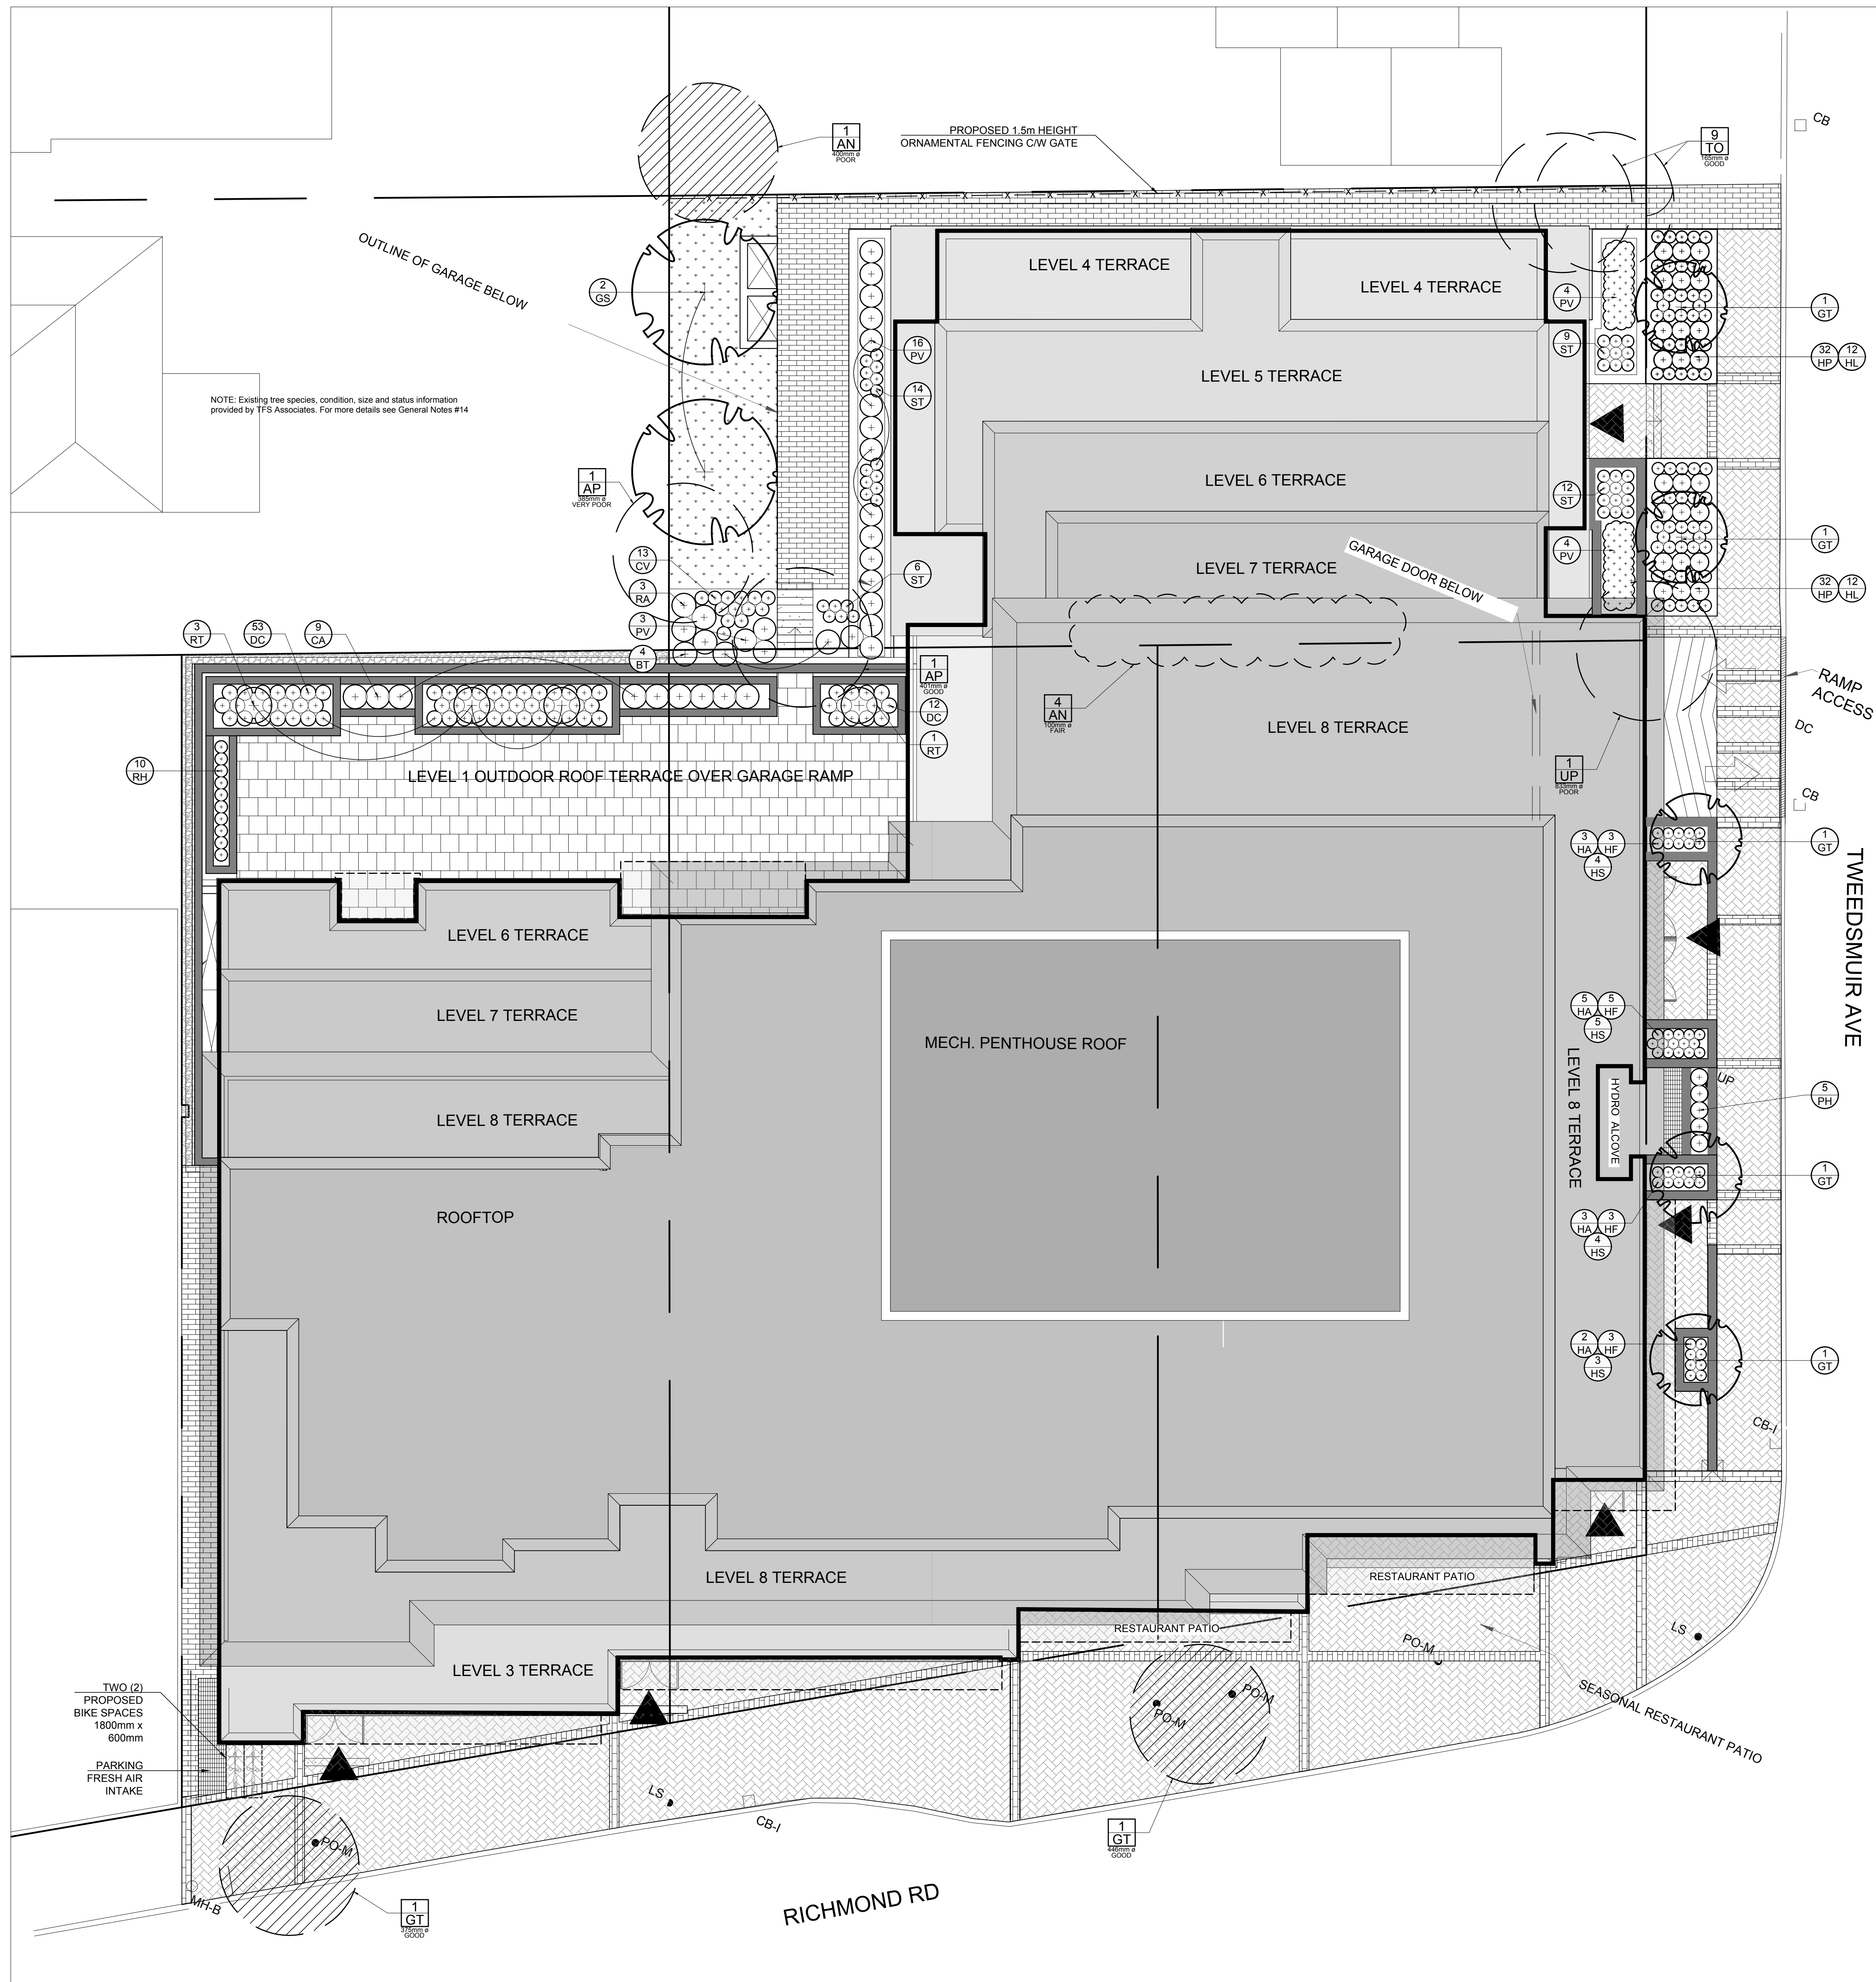 CB
1
AN
400mm ø
POOR
PROPOSED 1.5m HEIGHT
ORNAMENTAL FENCING C/W GATE
9
TO
165mm ø
GOOD
OUTLINE OF GARAGE BELOW
LEVEL 4 TERRACE
LEVEL 4 TERRACE
2
GS
4
PV
1
GT
16
PV
9
ST
32
HP
12
HL
LEVEL 5 TERRACE
14
ST
NOTE: Existing tree species, condition, size and status information
provided by TFS Associates. For more details see General Notes #14
1
AP
385mm ø
VERY POOR
LEVEL 6 TERRACE
12
ST
1
GT
4
PV
GARAGE DOOR BELOW
13
CV
LEVEL 7 TERRACE
6
ST
32
HP
12
HL
3
RA
3
PV
4
BT
3
RT
53
DC
9
CA
1
AP
401mm ø
GOOD
12
DC
1
RT
4
AN
100mm ø
FAIR
RAMP
ACCESS
DC
LEVEL 8 TERRACE
10
RH
LEVEL 1 OUTDOOR ROOF TERRACE OVER GARAGE RAMP
1
UP
833mm ø
POOR
CB
3
HA
3
HF
4
HS
1
GT
TWEEDSMUIR AVE
LEVEL 6 TERRACE
LEVEL 7 TERRACE
MECH. PENTHOUSE ROOF
5
HA
5
HF
5
HS
LEVEL 8 TERRACE
HYDRO ALCOVE
UP
5
PH
LEVEL 8 TERRACE
1
GT
ROOFTOP
3
HA
3
HF
4
HS
2
HA
3
HF
3
HS
1
GT
CB-I
LEVEL 8 TERRACE
RESTAURANT PATIO
RESTAURANT PATIO
LS
PO-M
LEVEL 3 TERRACE
SEASONAL RESTAURANT PATIO
TWO (2)
PROPOSED
BIKE SPACES
1800mm x
600mm
PO-M
PO-M
PARKING
FRESH AIR
INTAKE
LS
CB-I
1
GT
446mm ø
GOOD
PO-M
MH-B
1
GT
375mm ø
GOOD
RICHMOND RD